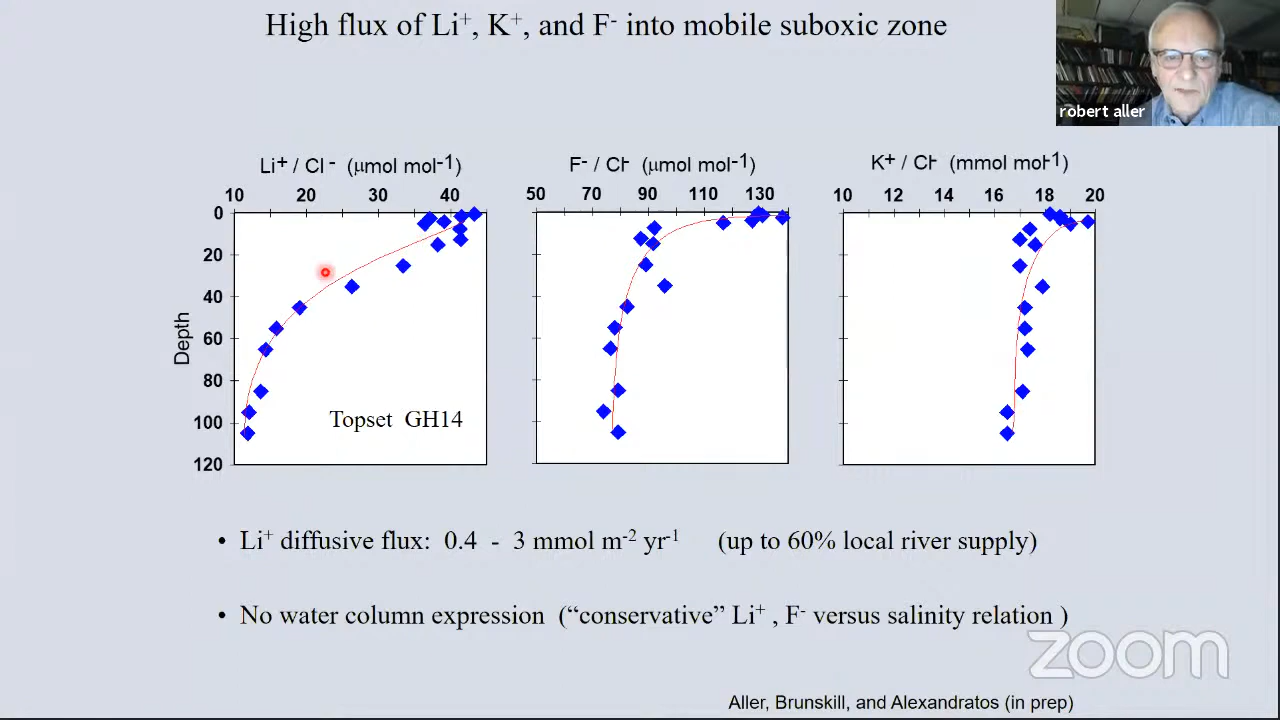 High flux of Li⁺, K⁺, and F⁻ into mobile suboxic zone
robert aller
Li+ / Cl - (μmol mol-1)
10 20 30 40
F- / Cl- (μmol mol-1)
50 70 90 110 130
K+ / Cl- (mmol mol-1)
10 12 14 16 18 20
Depth
0
20
40
60
80
100
120
Topset GH14
• Li⁺ diffusive flux: 0.4 - 3 mmol m⁻² yr⁻¹ (up to 60% local river supply)
• No water column expression (“conservative” Li⁺ , F⁻ versus salinity relation )
zoom
Aller, Brunskill, and Alexandratos (in prep)